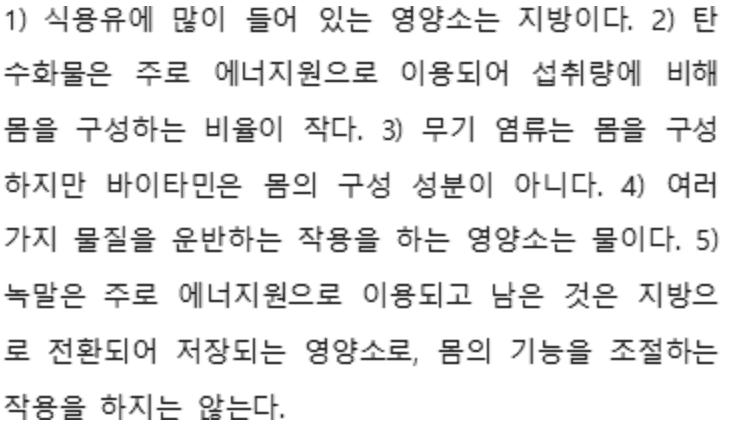 1) 식용유에 많이 들어 있는 영양소는 지방이다. 2) 탄
수화물은 주로 에너지원으로 이용되어 섭취량에 비해
몸을 구성하는 비율이 작다. 3) 무기 염류는 몸을 구성
하지만 바이타민은 몸의 구성 성분이 아니다. 4) 여러
가지 물질을 운반하는 작용을 하는 영양소는 물이다. 5)
녹말은 주로 에너지원으로 이용되고 남은 것은 지방으
로 전환되어 저장되는 영양소로, 몸의 기능을 조절하는
작용을 하지는 않는다.